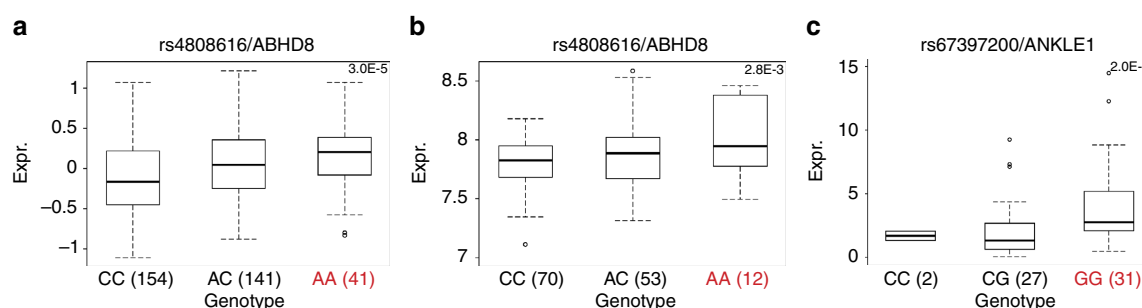 a
rs4808616/ABHD8
3.0E-5
Expr.
1
0.5
0
−0.5
−1
CC (154) AC (141) AA (41)
Genotype
b
rs4808616/ABHD8
2.8E-3
Expr.
8.5
8
7.5
7
CC (70) AC (53) AA (12)
Genotype
c
rs67397200/ANKLE1
2.0E-
Expr.
15
10
5
0
CC (2) CG (27) GG (31)
Genotype